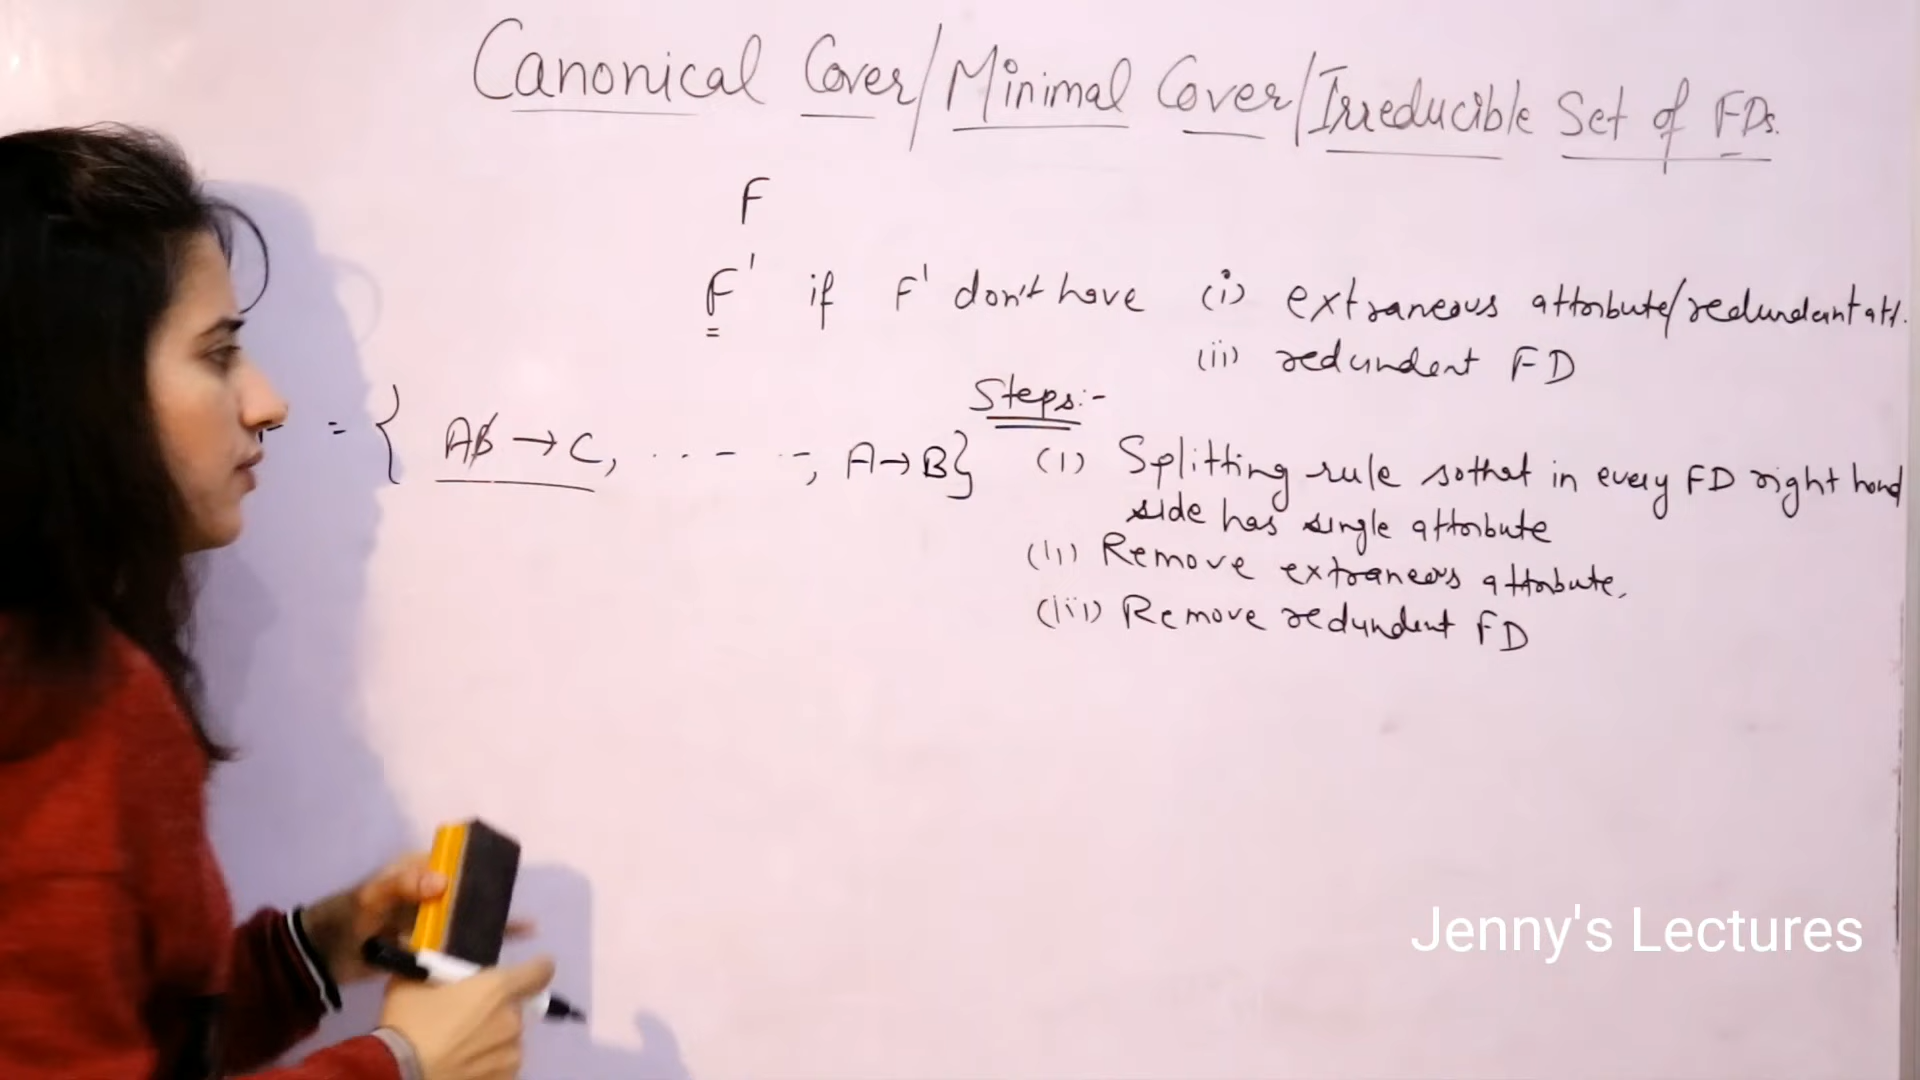 Canonical Cover/Minimal Cover/Irreducible Set of FDs.
F
F' if F' don't have (i) extraneous attribute/redundant att.
(ii) redundent FD
= { AB → C, ... - -, A→B}
Steps:-
(i) Splitting rule so that in every FD right hand
side has single attribute
(ii) Remove extraneous attribute.
(iii) Remove redundent FD
Jenny's Lectures